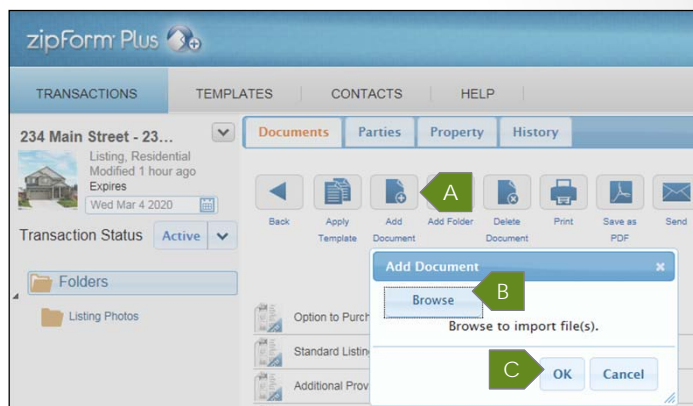 zipForm Plus
TRANSACTIONS TEMPLATES CONTACTS HELP
234 Main Street - 23...
Listing, Residential
Modified 1 hour ago
Expires
Wed Mar 4 2020
Transaction Status Active
Folders
Listing Photos
Documents Parties Property History
A
Back Apply Template Add Document Add Folder Delete Document Print Save as PDF Send
Add Document x
Browse B
Browse to import file(s).
C OK Cancel
Option to Purch
Standard Listin
Additional Prov